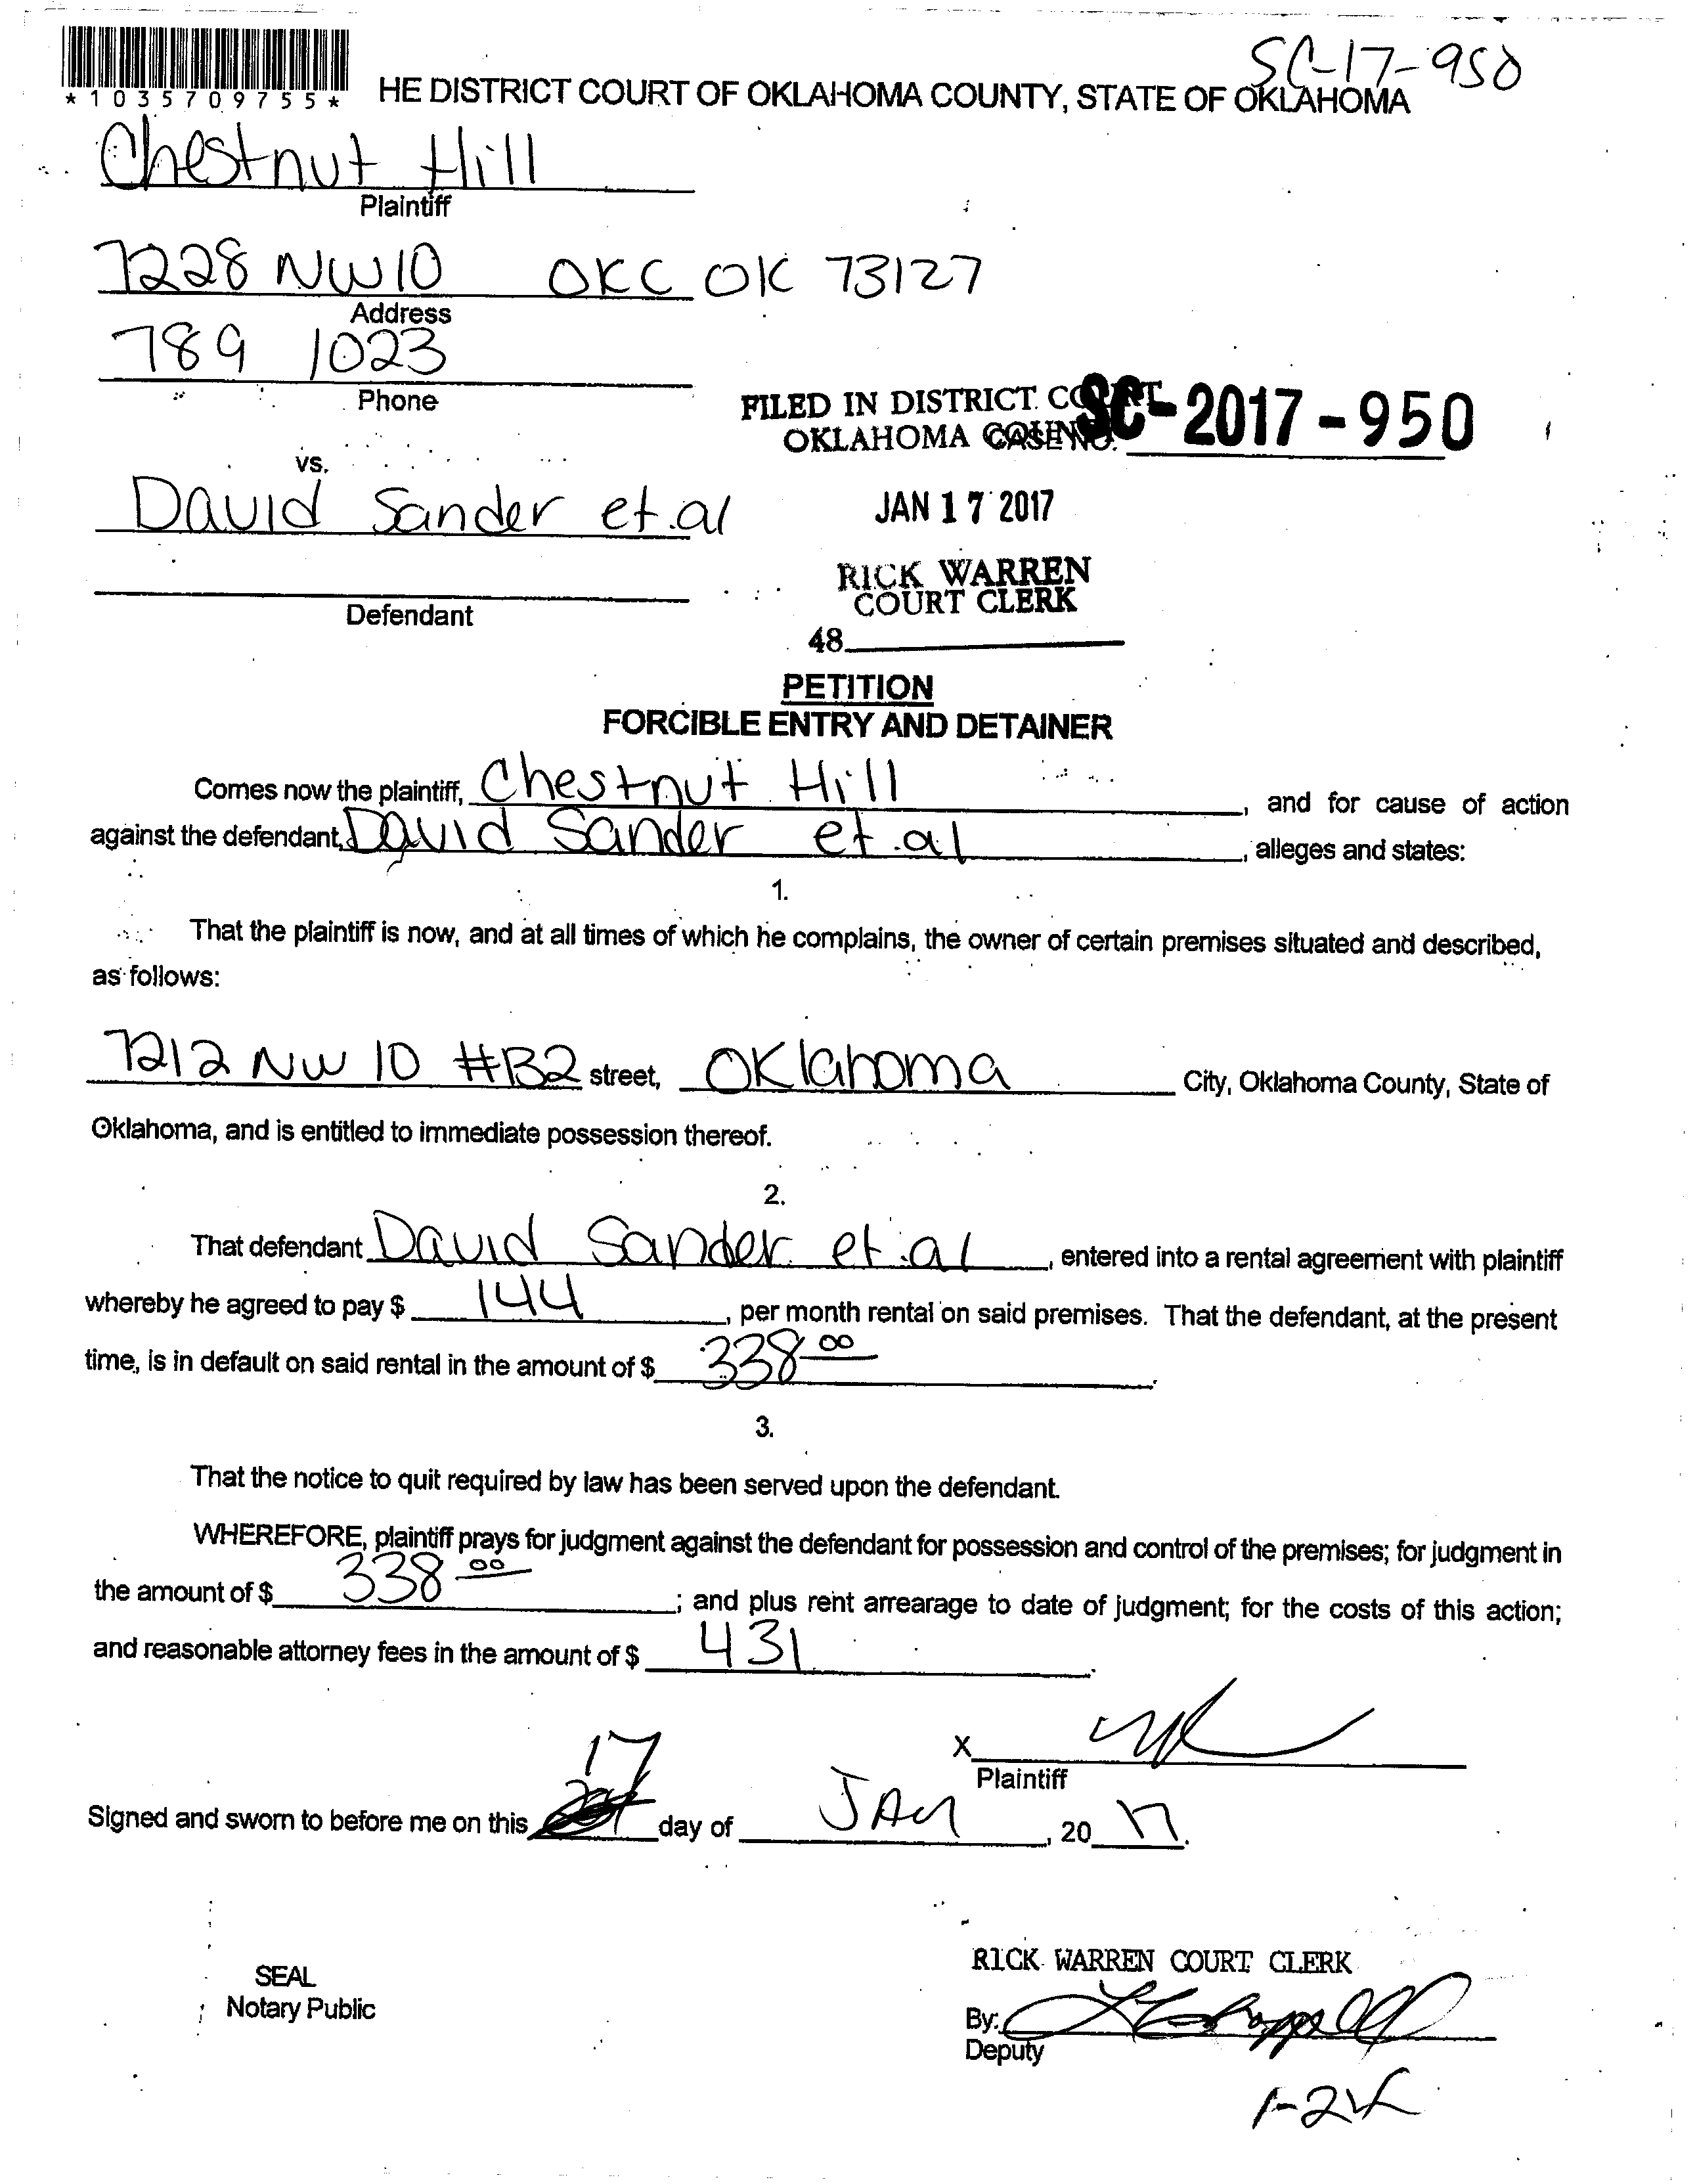 SC-17-950
*1035709755*
HE DISTRICT COURT OF OKLAHOMA COUNTY, STATE OF OKLAHOMA
Chestnut Hill
Plaintiff
7228 NW 10 OKC OK 73127
Address
789 1023
Phone
FILED IN DISTRICT COURT
OKLAHOMA COUNTY
CASE NO. SC-2017-950
vs.
David Sander et.al
JAN 17 2017
RICK WARREN
COURT CLERK
Defendant
48
PETITION
FORCIBLE ENTRY AND DETAINER
Comes now the plaintiff, Chestnut Hill, and for cause of action
against the defendant, David Sander et.al, alleges and states:
1.
That the plaintiff is now, and at all times of which he complains, the owner of certain premises situated and described,
as follows:
7212 NW 10 #B2 street, Oklahoma City, Oklahoma County, State of
Oklahoma, and is entitled to immediate possession thereof.
2.
That defendant David Sander et.al, entered into a rental agreement with plaintiff
whereby he agreed to pay $ 144, per month rental on said premises. That the defendant, at the present
time, is in default on said rental in the amount of $ 338 00.
3.
That the notice to quit required by law has been served upon the defendant.
WHEREFORE, plaintiff prays for judgment against the defendant for possession and control of the premises; for judgment in
the amount of $ 338 00; and plus rent arrearage to date of judgment; for the costs of this action;
and reasonable attorney fees in the amount of $ 431.
X
Plaintiff
Signed and sworn to before me on this 17 day of JAN, 20 17.
RICK WARREN COURT CLERK
SEAL
Notary Public
By:
Deputy